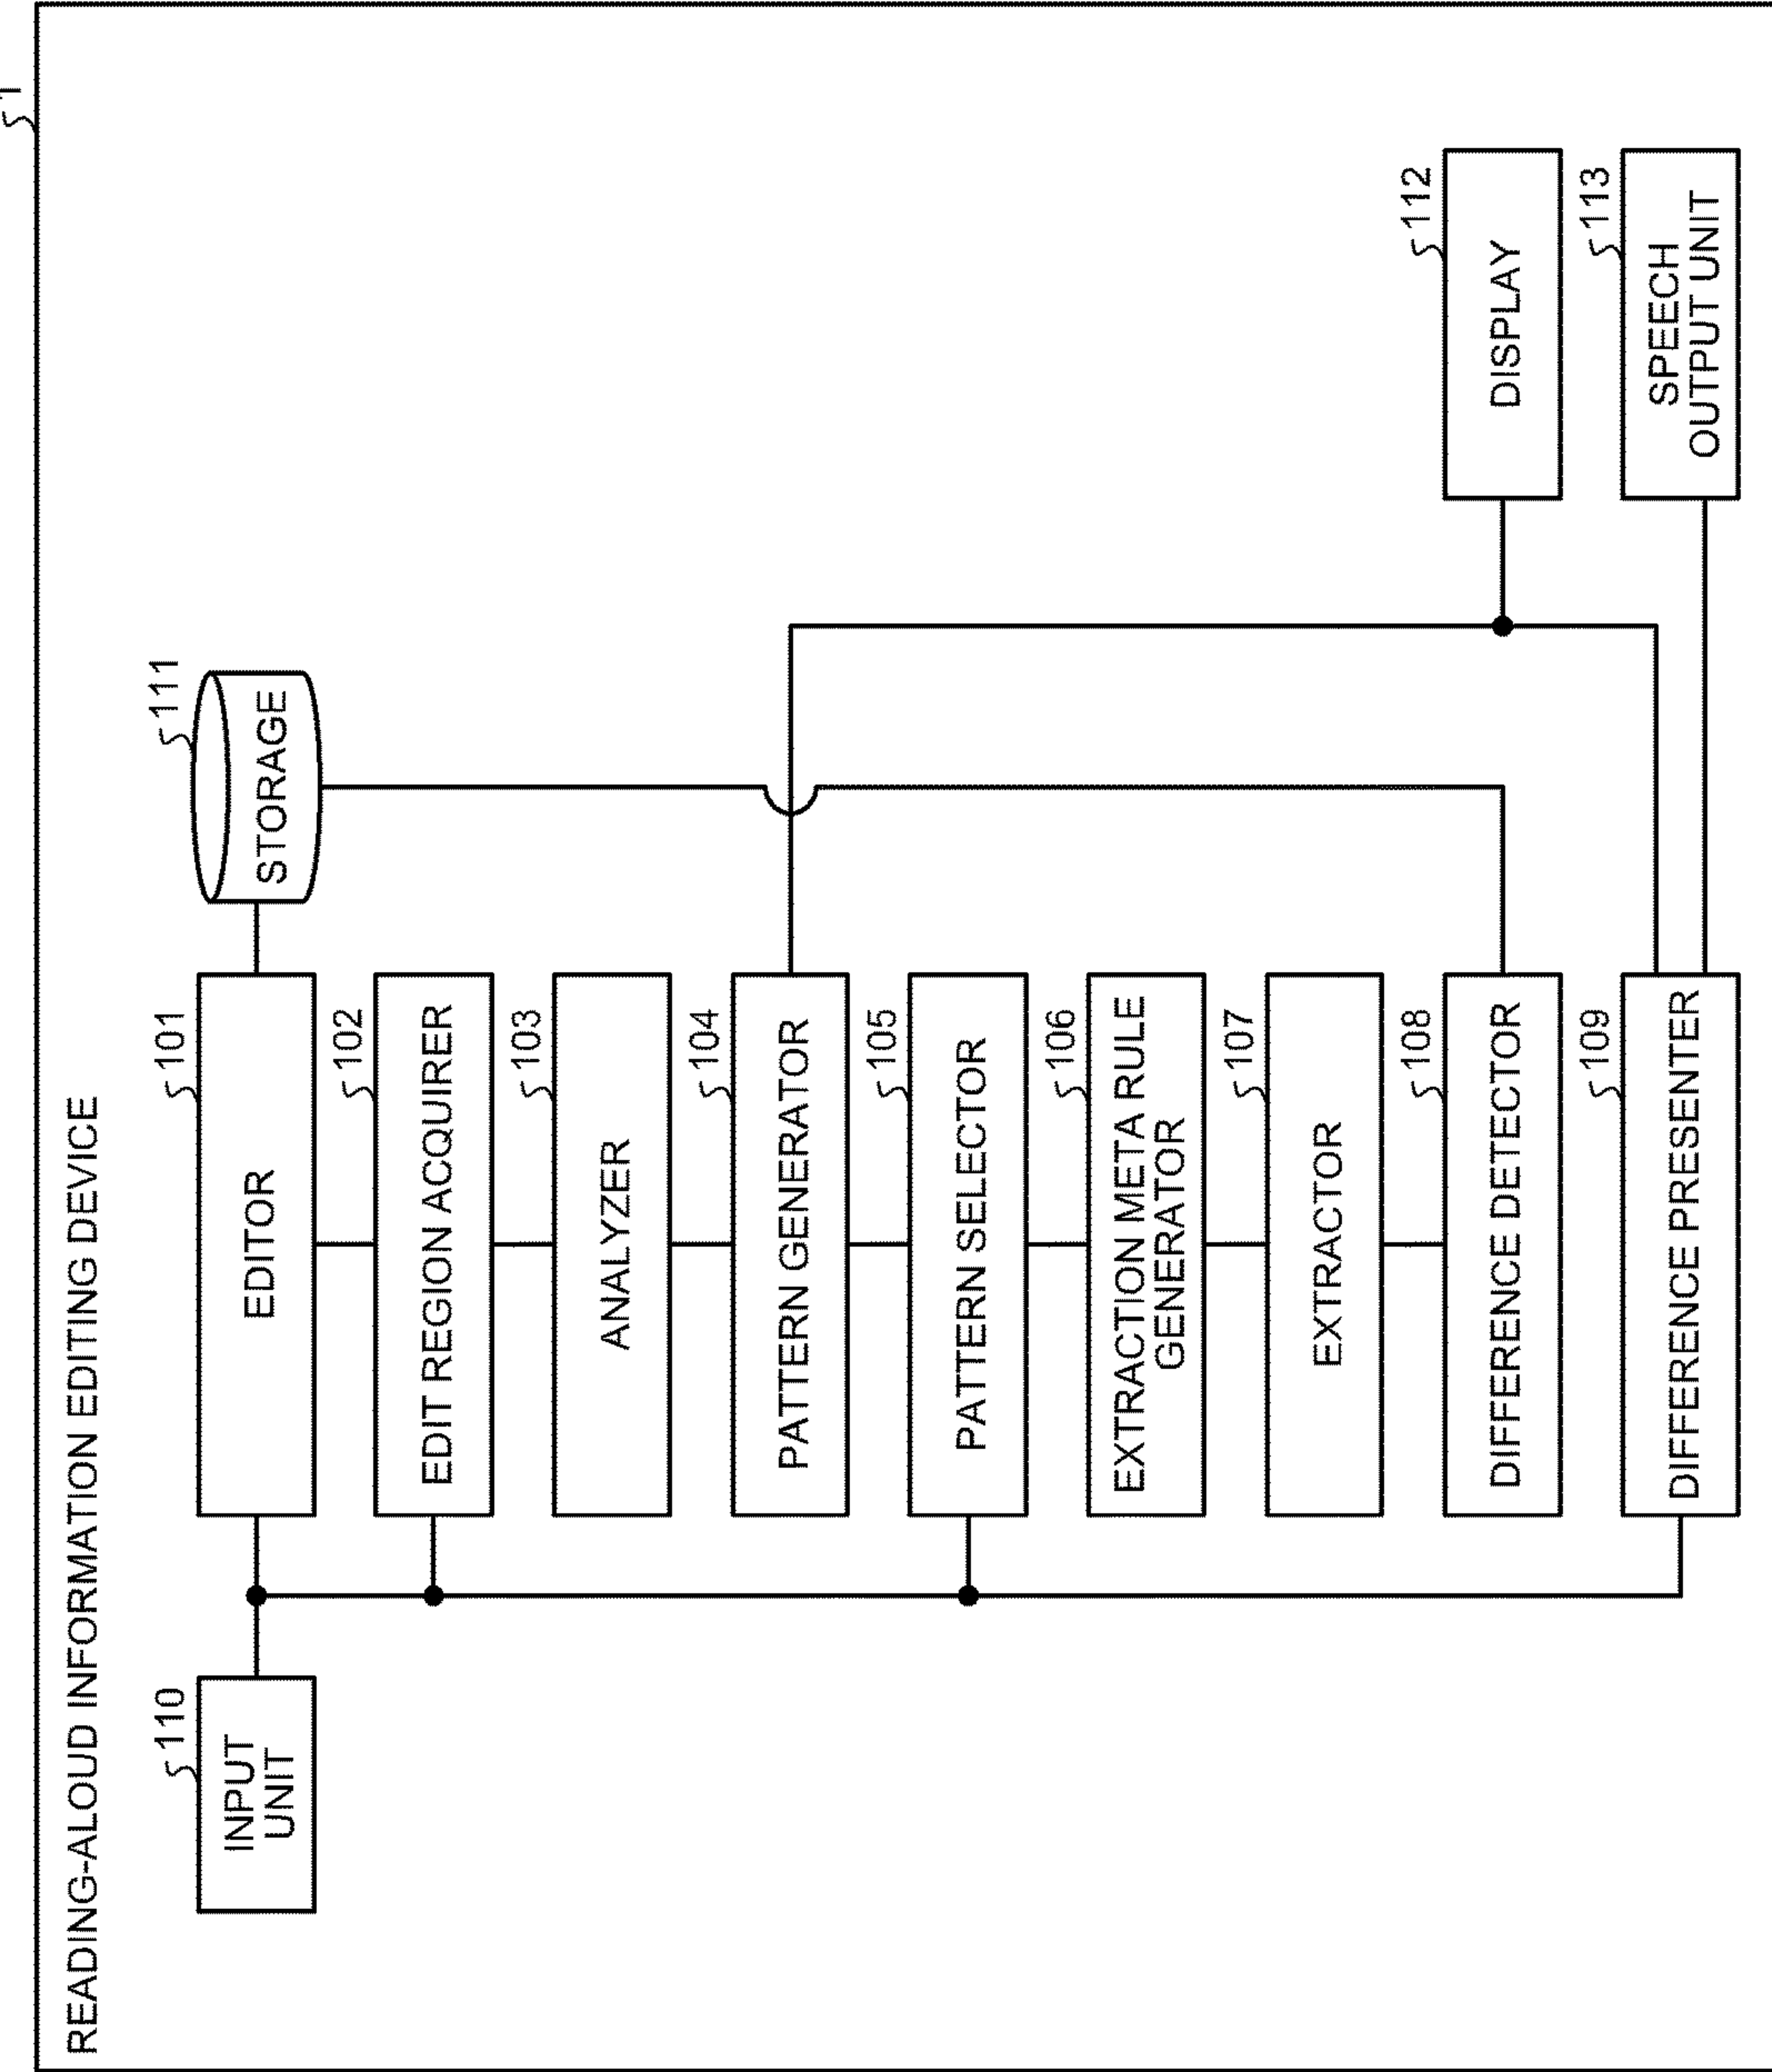 1
READING-ALOUD INFORMATION EDITING DEVICE
110
INPUT
UNIT
101
EDITOR
111
STORAGE
102
EDIT REGION ACQUIRER
103
ANALYZER
104
PATTERN GENERATOR
105
PATTERN SELECTOR
106
EXTRACTION META RULE
GENERATOR
107
EXTRACTOR
108
DIFFERENCE DETECTOR
112
DISPLAY
109
DIFFERENCE PRESENTER
113
SPEECH
OUTPUT UNIT